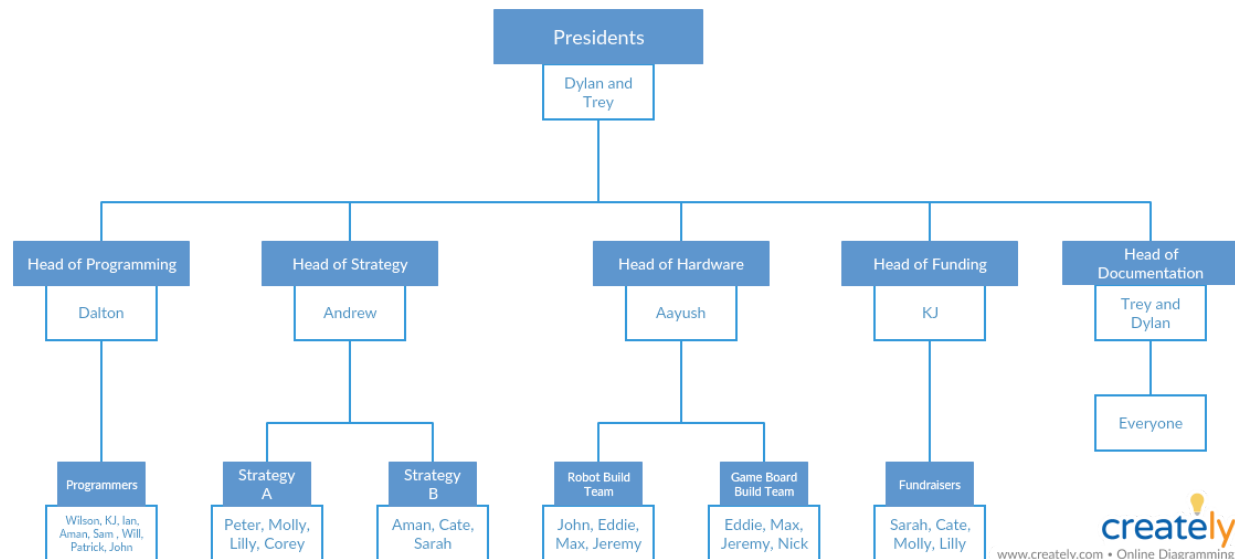 Presidents
Dylan and
Trey
Head of Programming
Dalton
Head of Strategy
Andrew
Head of Hardware
Aayush
Head of Funding
KJ
Head of
Documentation
Trey and
Dylan
Everyone
Programmers
Wilson, KJ, Ian,
Aman, Sam , Will,
Patrick, John
Strategy
A
Peter, Molly,
Lilly, Corey
Strategy
B
Aman, Cate,
Sarah
Robot Build
Team
John, Eddie,
Max, Jeremy
Game Board
Build Team
Eddie, Max,
Jeremy, Nick
Fundraisers
Sarah, Cate,
Molly, Lilly
creately
www.creately.com • Online Diagramming